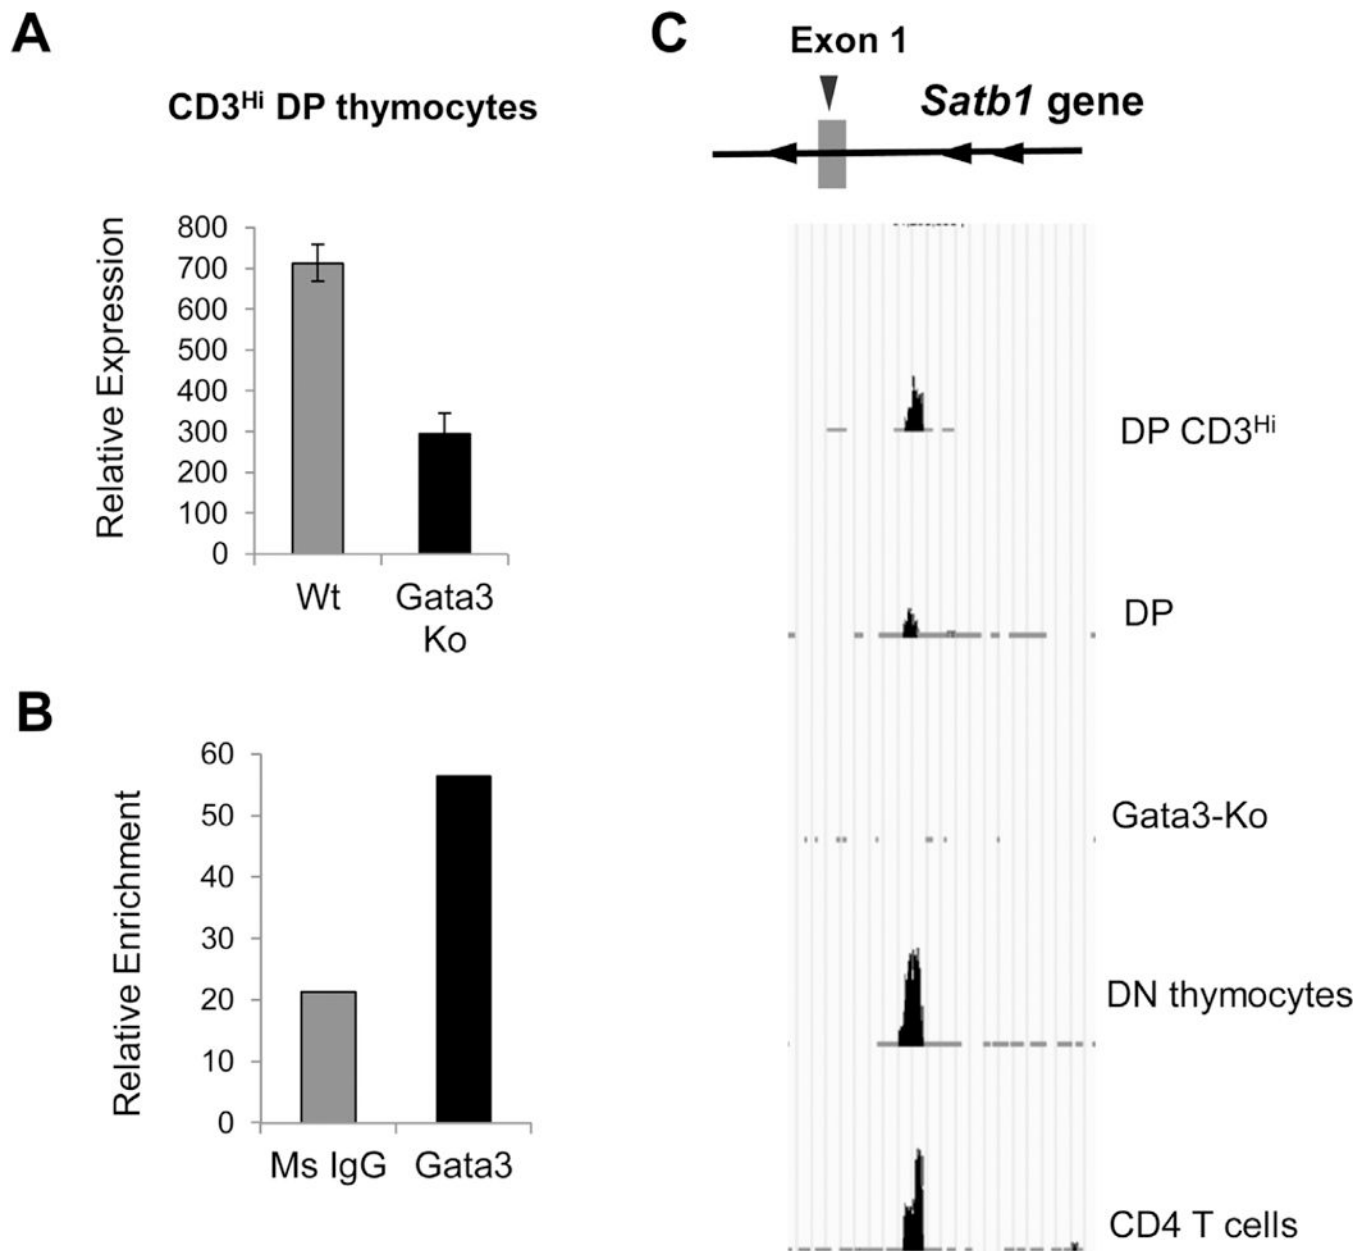 A
CD3Hi DP thymocytes
Relative Expression
800
700
600
500
400
300
200
100
0
Wt
Gata3
Ko
B
Relative Enrichment
60
50
40
30
20
10
0
Ms IgG
Gata3
C
Exon 1
Satb1 gene
DP CD3Hi
DP
Gata3-Ko
DN thymocytes
CD4 T cells